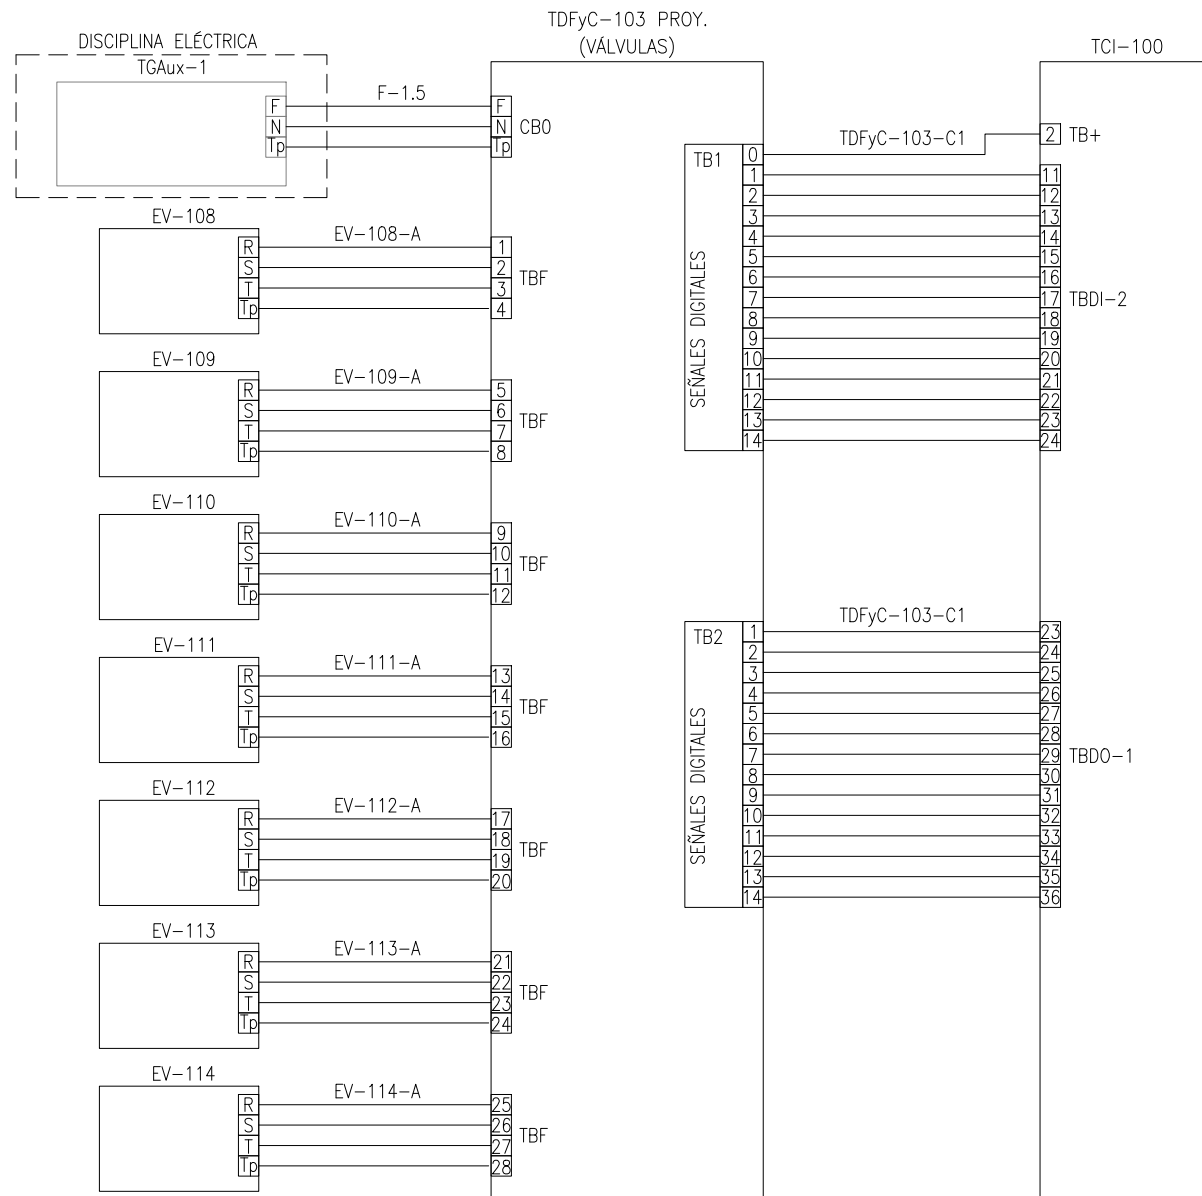 TDFyC-103 PROY.
(VÁLVULAS)
TCI-100
DISCIPLINA ELÉCTRICA
TGAux-1
F
N
Tp
F-1.5
F
N
Tp
CB0
EV-108
R
S
T
Tp
EV-108-A
1
2
3
4
TBF
EV-109
R
S
T
Tp
EV-109-A
5
6
7
8
TBF
EV-110
R
S
T
Tp
EV-110-A
9
10
11
12
TBF
EV-111
R
S
T
Tp
EV-111-A
13
14
15
16
TBF
EV-112
R
S
T
Tp
EV-112-A
17
18
19
20
TBF
EV-113
R
S
T
Tp
EV-113-A
21
22
23
24
TBF
EV-114
R
S
T
Tp
EV-114-A
25
26
27
28
TBF
TB1
SEÑALES DIGITALES
0
1
2
3
4
5
6
7
8
9
10
11
12
13
14
TDFyC-103-C1
2
TB+
11
12
13
14
15
16
17
18
19
20
21
22
23
24
TBDI-2
TB2
SEÑALES DIGITALES
1
2
3
4
5
6
7
8
9
10
11
12
13
14
TDFyC-103-C1
23
24
25
26
27
28
29
30
31
32
33
34
35
36
TBDO-1